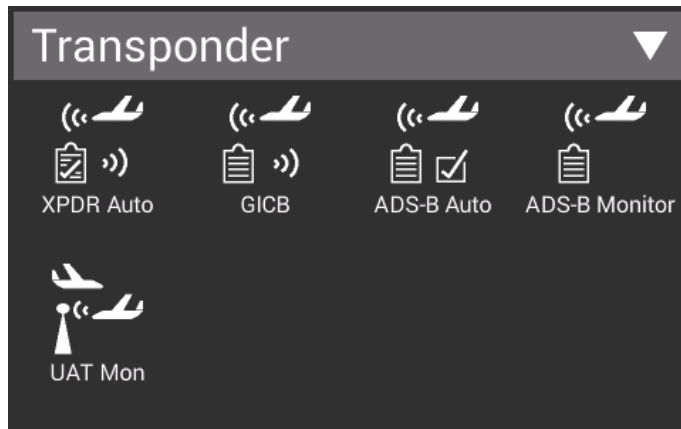 Transponder
XPDR Auto
GICB
ADS-B Auto
ADS-B Monitor
UAT Mon